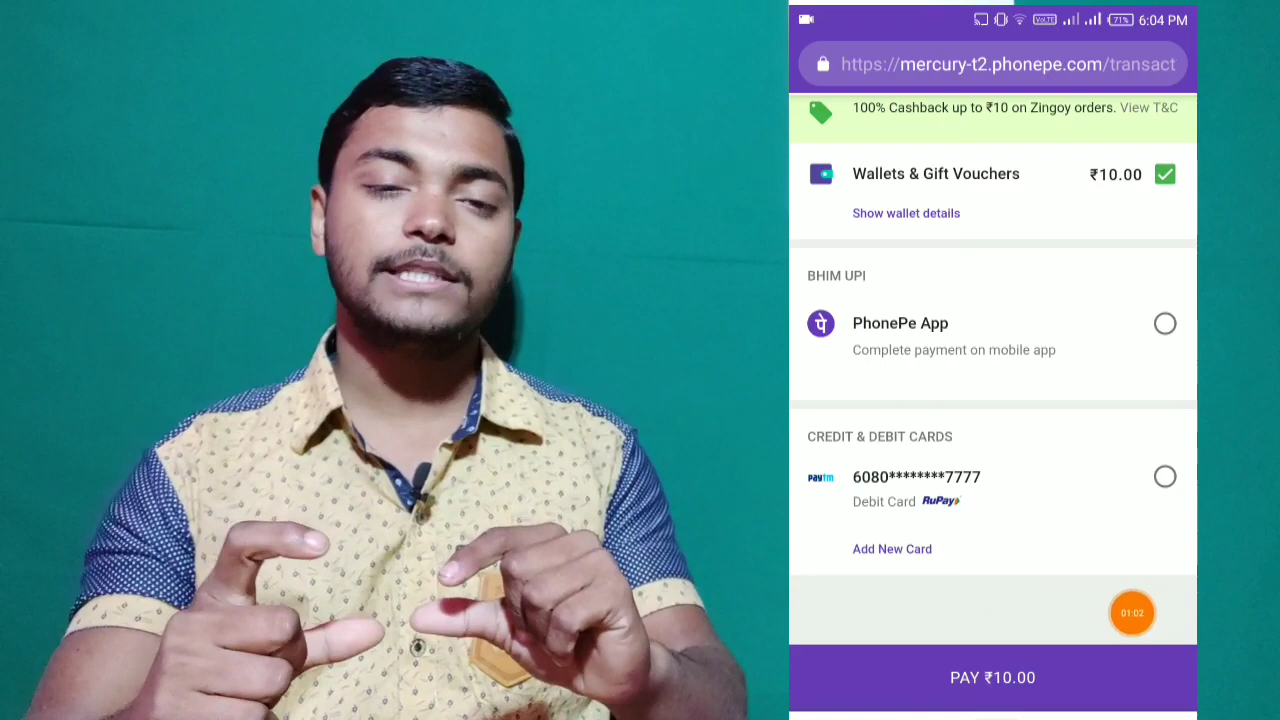 VoLTE 71% 6:04 PM
https://mercury-t2.phonepe.com/transact
100% Cashback up to ₹10 on Zingoy orders. View T&C
Wallets & Gift Vouchers ₹10.00
Show wallet details
BHIM UPI
पे PhonePe App
Complete payment on mobile app
CREDIT & DEBIT CARDS
paytm 6080********7777
Debit Card RuPay
Add New Card
01:02
PAY ₹10.00